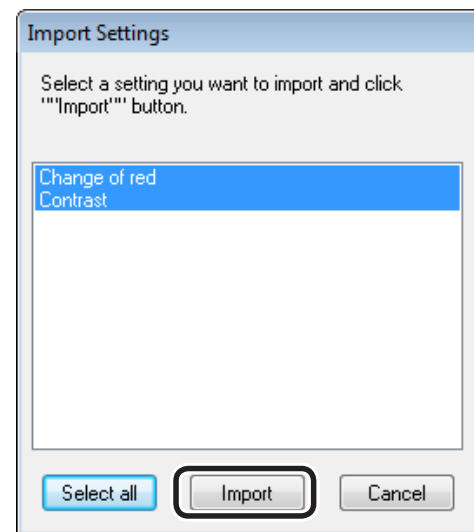 Import Settings
Select a setting you want to import and click
""Import"" button.
Change of red
Contrast
Select all Import Cancel